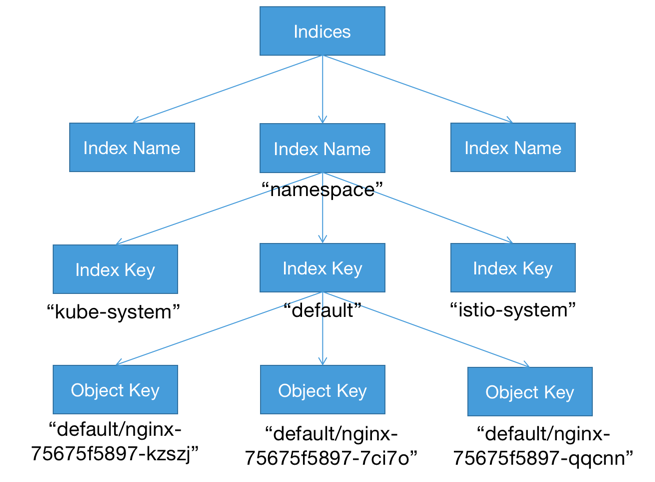 Indices
Index Name
Index Name
Index Name
“namespace”
Index Key
Index Key
Index Key
“kube-system”
“default”
“istio-system”
Object Key
Object Key
Object Key
“default/nginx-
75675f5897-kzszj”
“default/nginx-
75675f5897-7ci7o”
“default/nginx-
75675f5897-qqcnn”